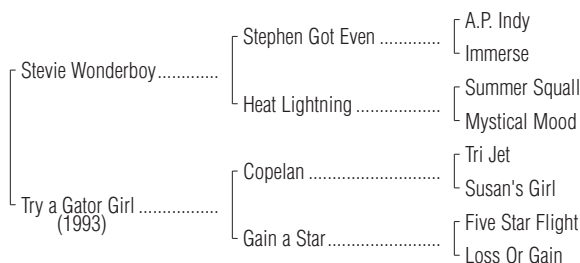 A.P. Indy
Stephen Got Even ............
Immerse
Stevie Wonderboy .............
Summer Squall
Heat Lightning ..................
Mystical Mood
Tri Jet
Copelan ............................
Susan's Girl
Try a Gator Girl .................
(1993)
Five Star Flight
Gain a Star .......................
Loss Or Gain